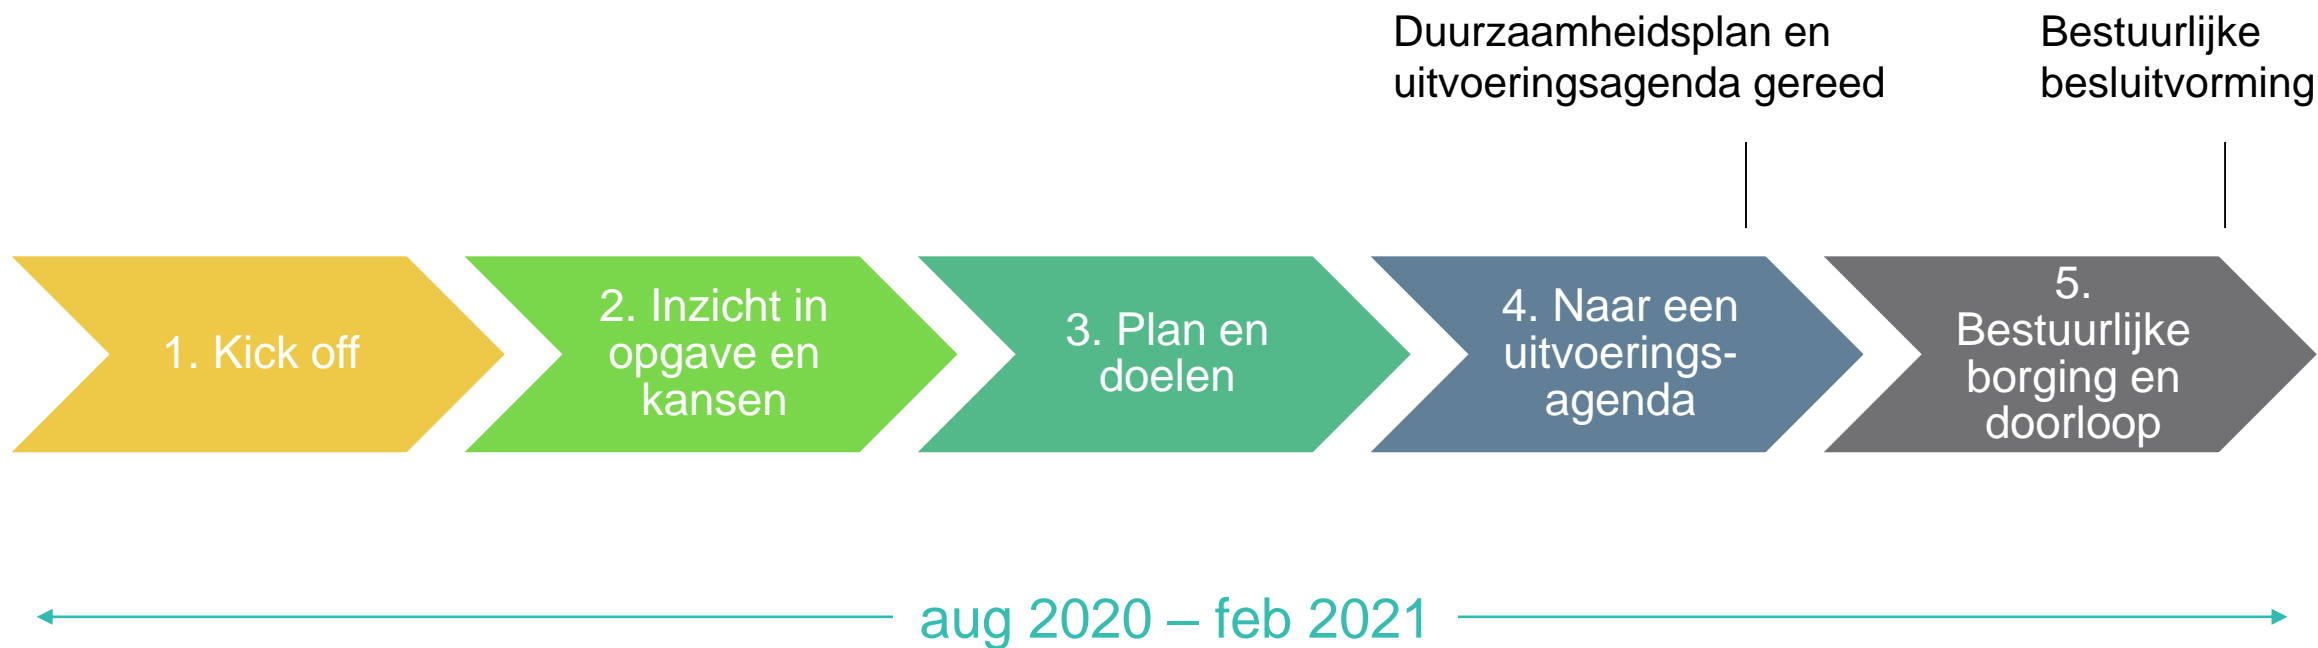 Duurzaamheidsplan en
uitvoeringsagenda gereed
Bestuurlijke
besluitvorming
1. Kick off
2. Inzicht in
opgave en
kansen
3. Plan en
doelen
4. Naar een
uitvoerings-
agenda
5.
Bestuurlijke
borging en
doorloop
aug 2020 – feb 2021